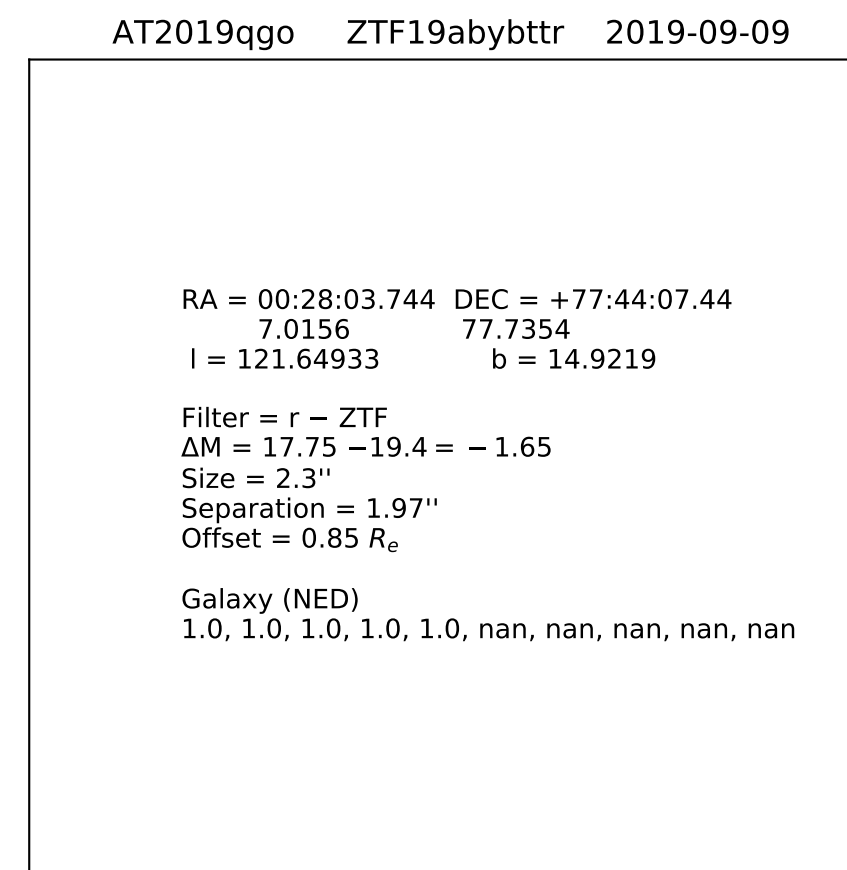 AT2019qgo ZTF19abybttr 2019-09-09
RA = 00:28:03.744 DEC = +77:44:07.44
7.0156 77.7354
l = 121.64933 b = 14.9219
Filter = r − ZTF
ΔM = 17.75 −19.4 = − 1.65
Size = 2.3''
Separation = 1.97''
Offset = 0.85 Re
Galaxy (NED)
1.0, 1.0, 1.0, 1.0, 1.0, nan, nan, nan, nan, nan